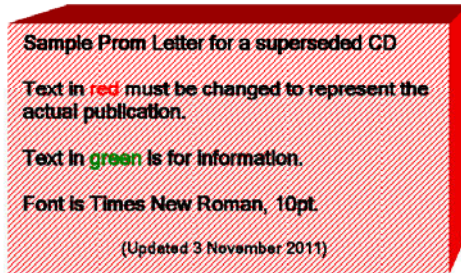 Sample Prom Letter for a superseded CD
Text in red must be changed to represent the
actual publication.
Text in green is for information.
Font is Times New Roman, 10pt.
(Updated 3 November 2011)